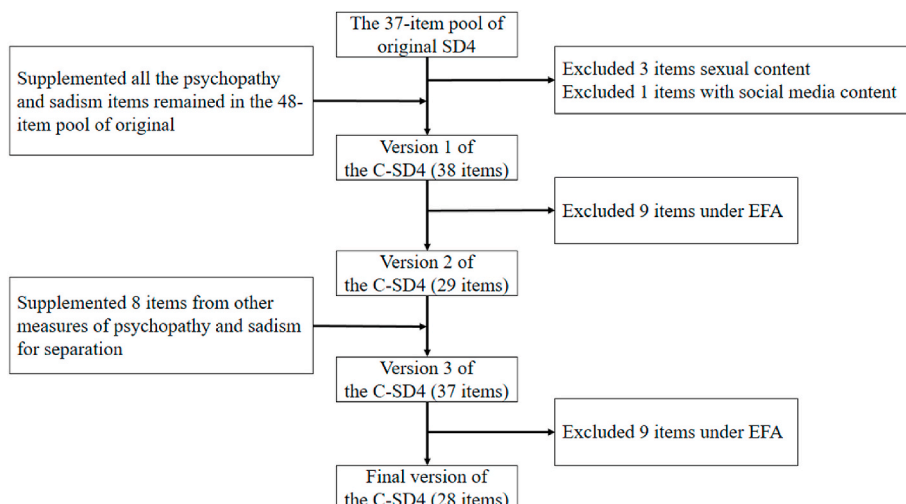 The 37-item pool of
original SD4
Supplemented all the psychopathy
and sadism items remained in the 48-
item pool of original
Excluded 3 items sexual content
Excluded 1 items with social media content
Version 1 of
the C-SD4 (38 items)
Excluded 9 items under EFA
Version 2 of
the C-SD4 (29 items)
Supplemented 8 items from other
measures of psychopathy and sadism
for separation
Version 3 of
the C-SD4 (37 items)
Excluded 9 items under EFA
Final version of
the C-SD4 (28 items)